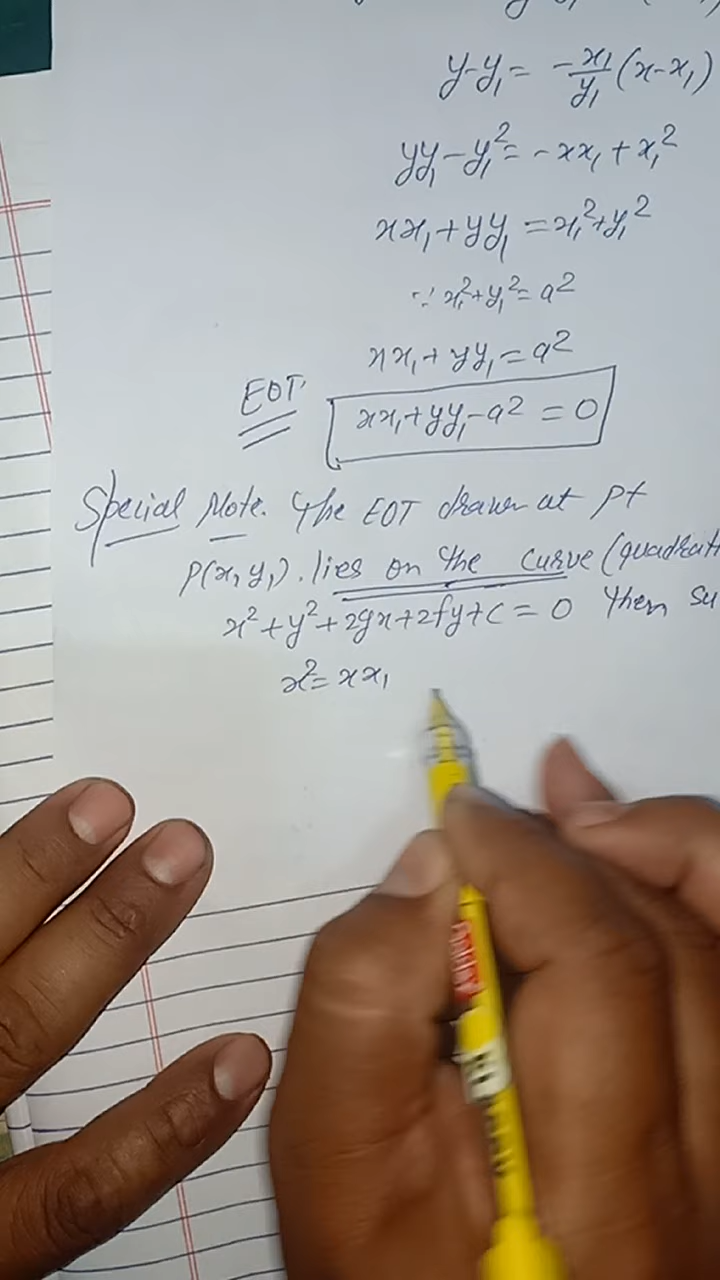 y-y₁ = -x₁/y₁ (x-x₁)
yy₁ - y₁² = -xx₁ + x₁²
xx₁ + yy₁ = x₁² + y₁²
∵ x₁² + y₁² = a²
xx₁ + yy₁ = a²
EOT xx₁ + yy₁ - a² = 0
Special Note. The EOT drawn at pt
P(x, y₁). lies on the curve (quadrat
x² + y² + 2gx + 2fy + c = 0 then su
x² = xx₁